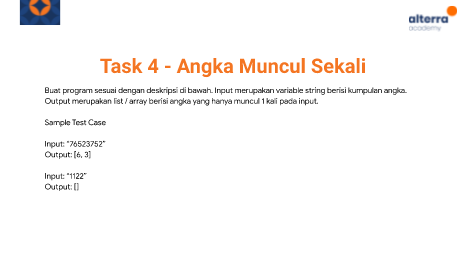 alterra
academy
Task 4 - Angka Muncul Sekali
Buat program sesuai dengan deskripsi di bawah. Input merupakan variable string berisi kumpulan angka.
Output merupakan list / array berisi angka yang hanya muncul 1 kali pada input.
Sample Test Case
Input: "76523752"
Output: [6, 3]
Input: "1122"
Output: []